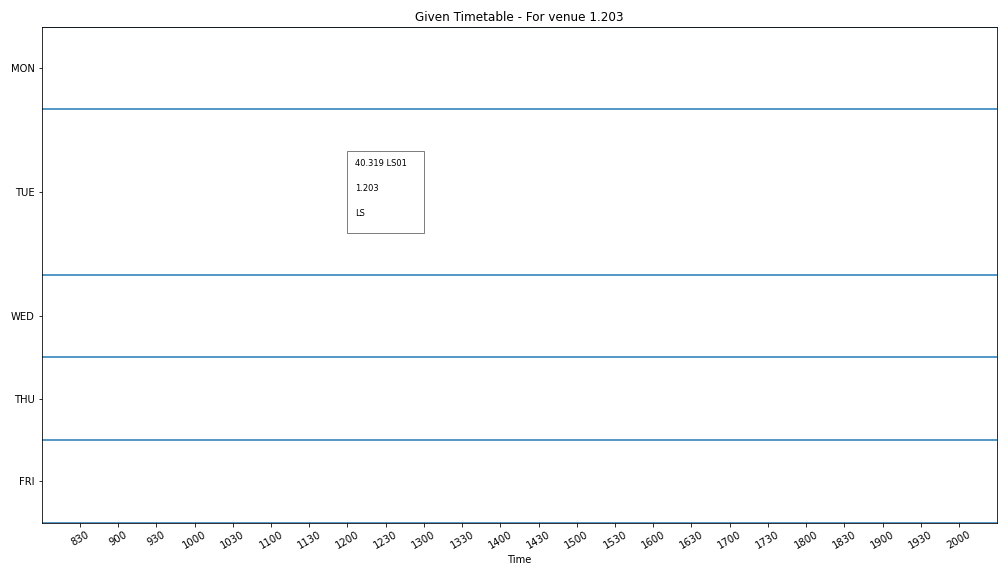 Given Timetable - For venue 1.203
MON
TUE
40.319 LS01
1.203
LS
WED
THU
FRI
830 900 930 1000 1030 1100 1130 1200 1230 1300 1330 1400 1430 1500 1530 1600 1630 1700 1730 1800 1830 1900 1930 2000
Time